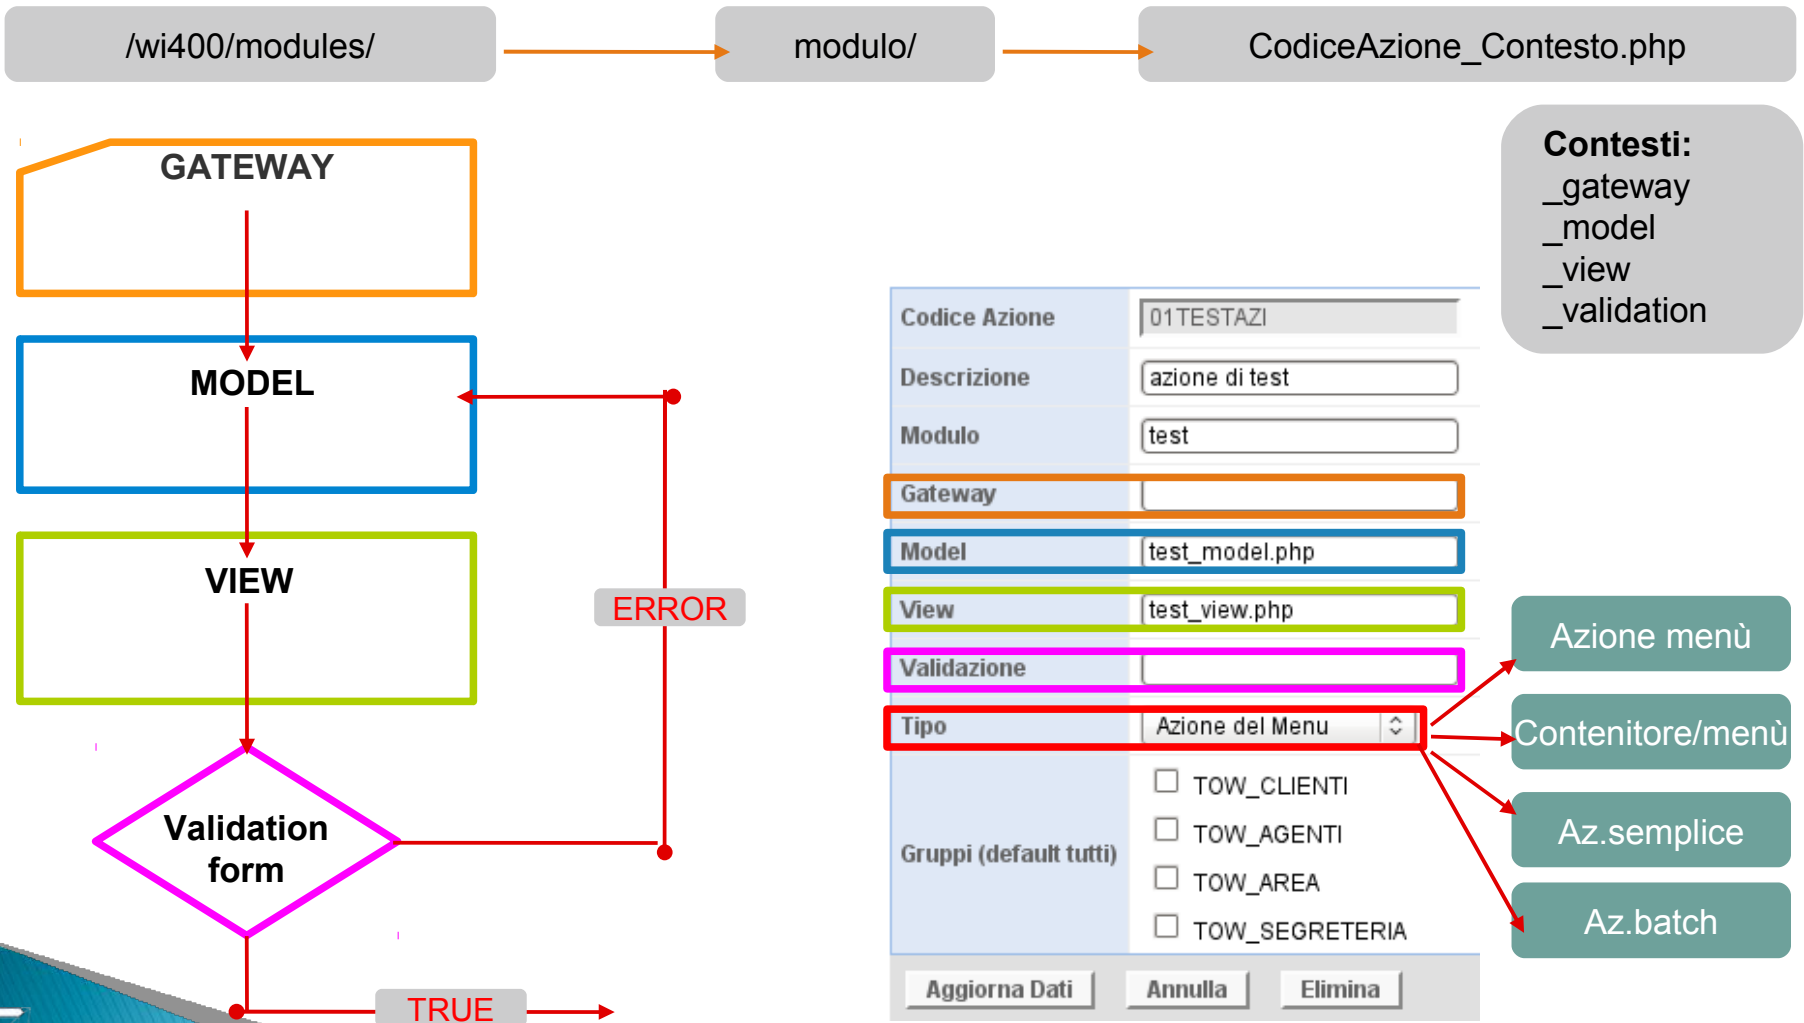 /wi400/modules/
modulo/
CodiceAzione_Contesto.php
GATEWAY
MODEL
VIEW
Validation
form
ERROR
TRUE
Contesti:
_gateway
_model
_view
_validation
Codice Azione 01TESTAZI
Descrizione azione di test
Modulo test
Gateway
Model test_model.php
View test_view.php
Validazione
Tipo Azione del Menu
Gruppi (default tutti)
TOW_CLIENTI
TOW_AGENTI
TOW_AREA
TOW_SEGRETERIA
Aggiorna Dati Annulla Elimina
Azione menù
Contenitore/menù
Az.semplice
Az.batch